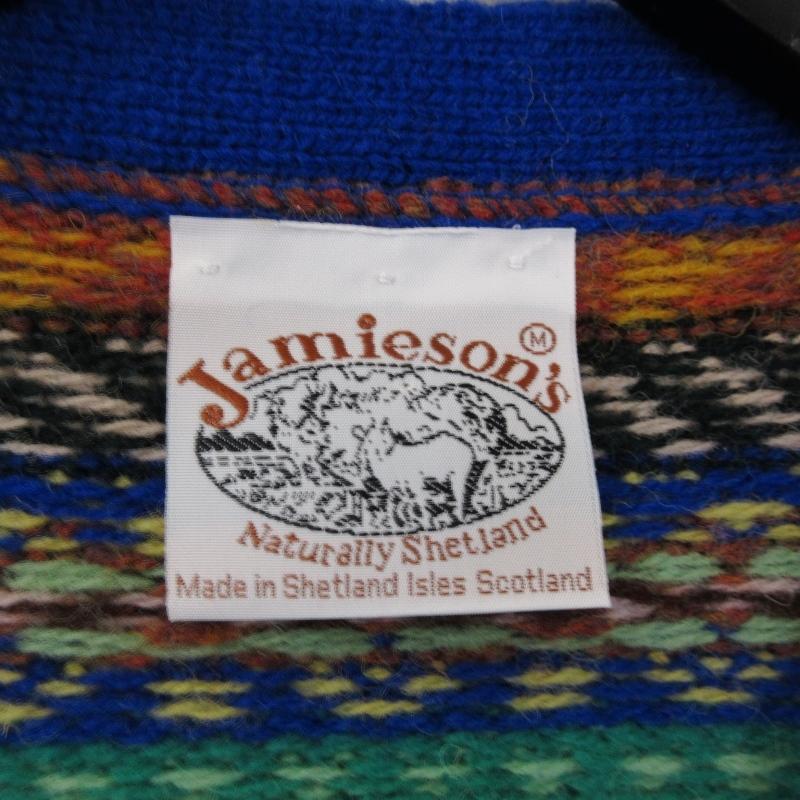 Jamieson's
M
Naturally Shetland
Made in Shetland Isles Scotland